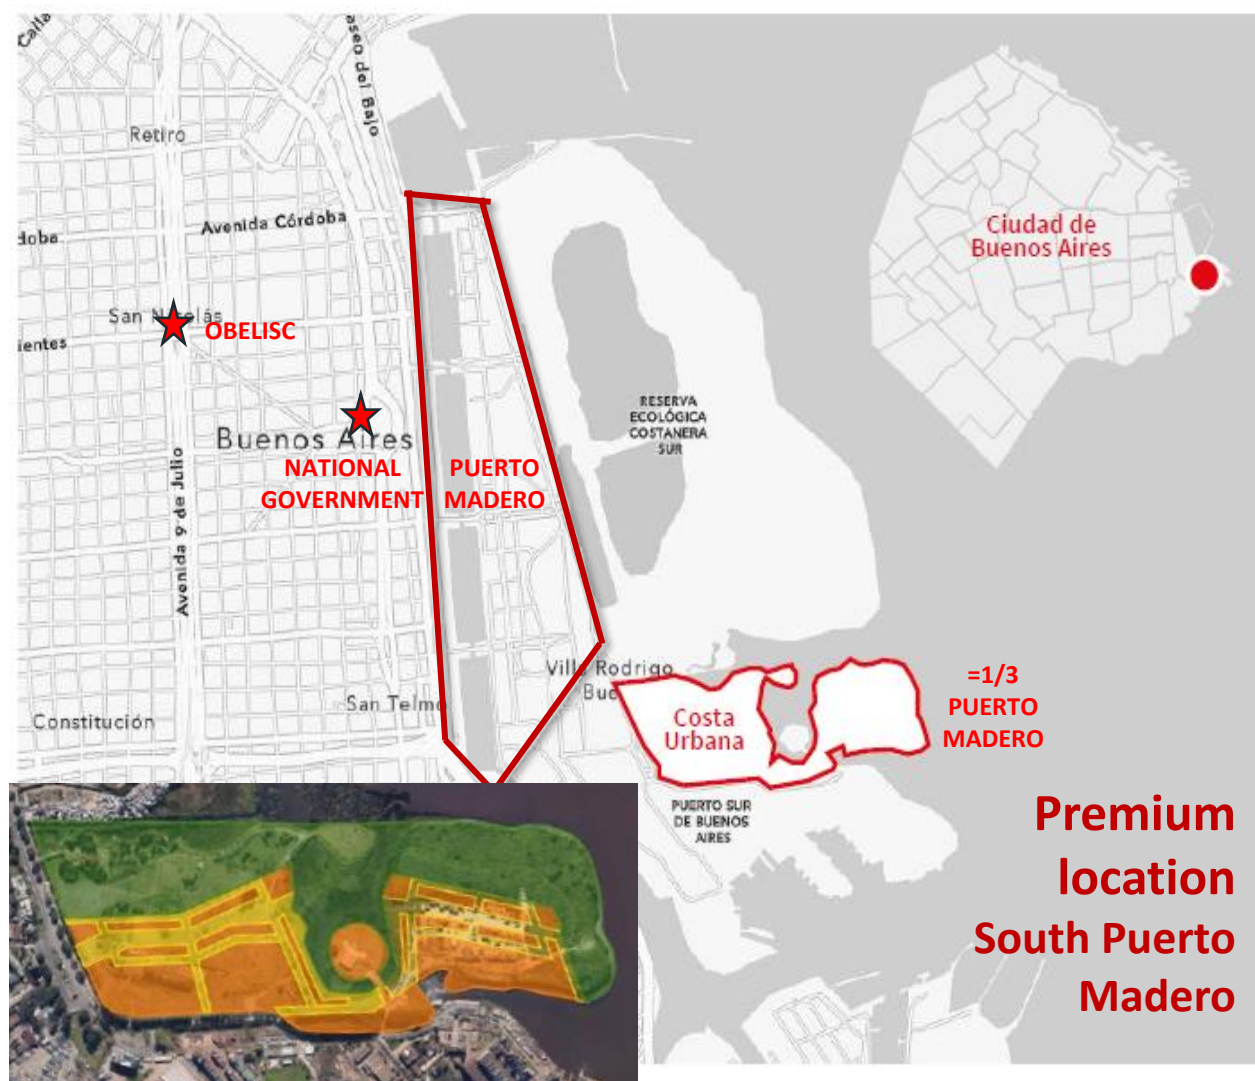 Calla
aseo del Bajo
Retiro
Avenida Córdoba
doba
San Nicolás
ientes
OBELISC
Buenos Aires
NATIONAL
GOVERNMENT
PUERTO
MADERO
Avenida 9 de Julio
RESERVA
ECOLÓGICA
COSTANERA
SUR
Ciudad de
Buenos Aires
Villa Rodrigo
Bue
San Telmo
Constitución
Costa
Urbana
=1/3
PUERTO
MADERO
PUERTO SUR
DE BUENOS
AIRES
Premium
location
South Puerto
Madero